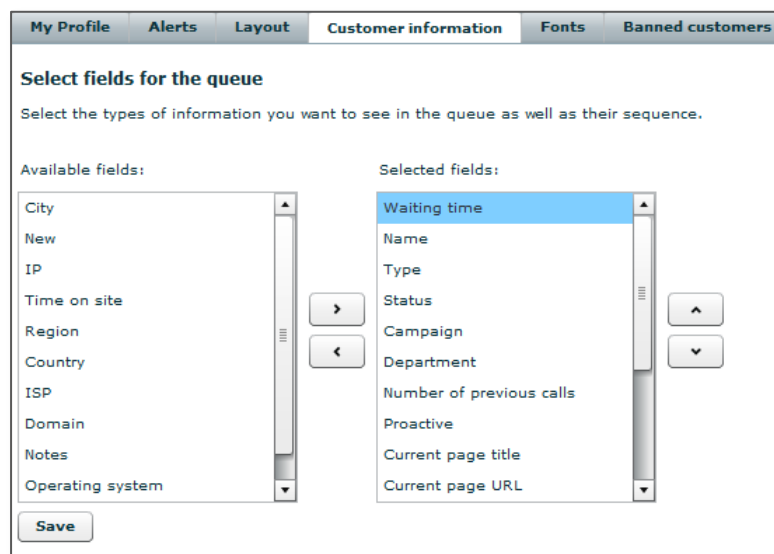 My Profile Alerts Layout Customer information Fonts Banned customers
Select fields for the queue
Select the types of information you want to see in the queue as well as their sequence.
Available fields:
City
New
IP
Time on site
Region
Country
ISP
Domain
Notes
Operating system
Selected fields:
Waiting time
Name
Type
Status
Campaign
Department
Number of previous calls
Proactive
Current page title
Current page URL
Save